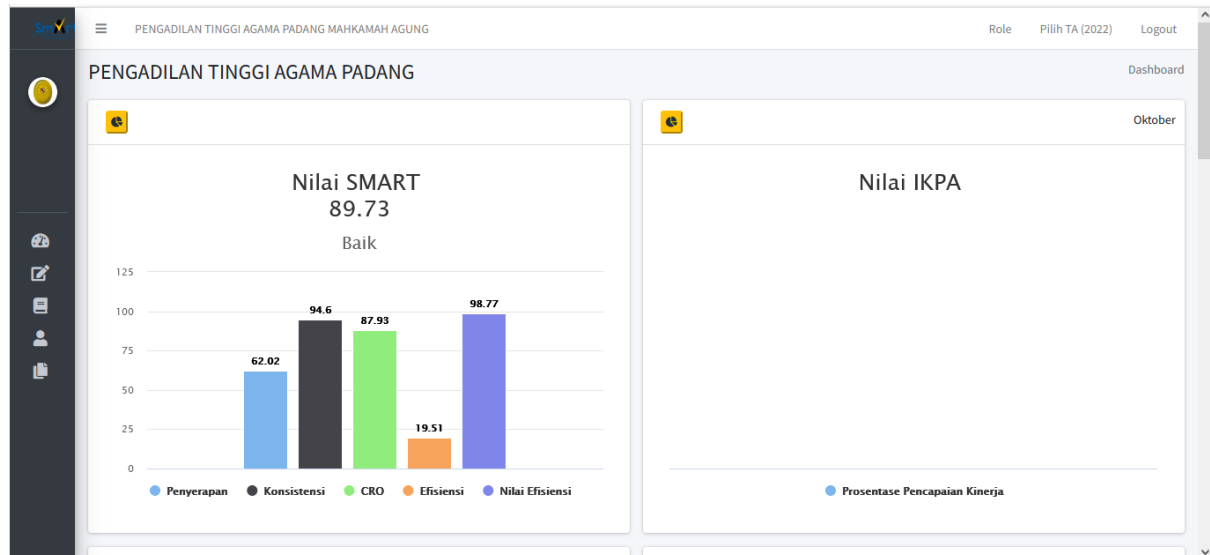 SmArt
PENGADILAN TINGGI AGAMA PADANG MAHKAMAH AGUNG
Role Pilih TA (2022) Logout
PENGADILAN TINGGI AGAMA PADANG
Dashboard
Nilai SMART
89.73
Baik
125
100
75
50
25
0
62.02
94.6
87.93
19.51
98.77
Penyerapan Konsistensi CRO Efisiensi Nilai Efisiensi
Oktober
Nilai IKPA
Prosentase Pencapaian Kinerja